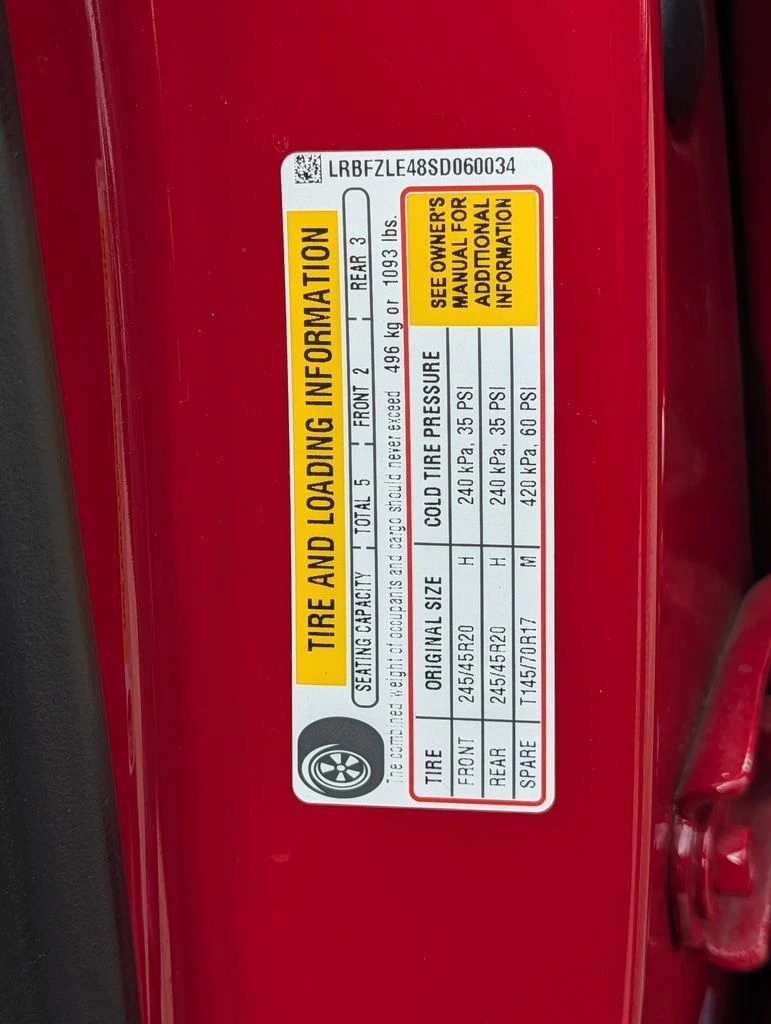 LRBFZLE48SD060034
TIRE AND LOADING INFORMATION
SEATING CAPACITY TOTAL 5 FRONT 2 REAR 3
The combined weight of occupants and cargo should never exceed 496 kg or 1093 lbs.
TIRE ORIGINAL SIZE COLD TIRE PRESSURE
FRONT 245/45R20 H 240 kPa, 35 PSI
REAR 245/45R20 H 240 kPa, 35 PSI
SPARE T145/70R17 M 420 kPa, 60 PSI
SEE OWNER'S
MANUAL FOR
ADDITIONAL
INFORMATION